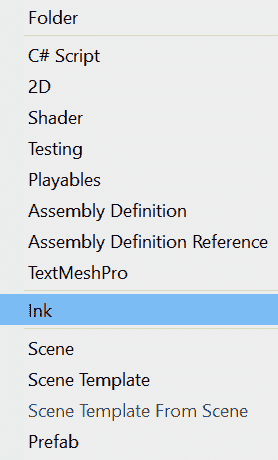 Folder
C# Script
2D
Shader
Testing
Playables
Assembly Definition
Assembly Definition Reference
TextMeshPro
Ink
Scene
Scene Template
Scene Template From Scene
Prefab